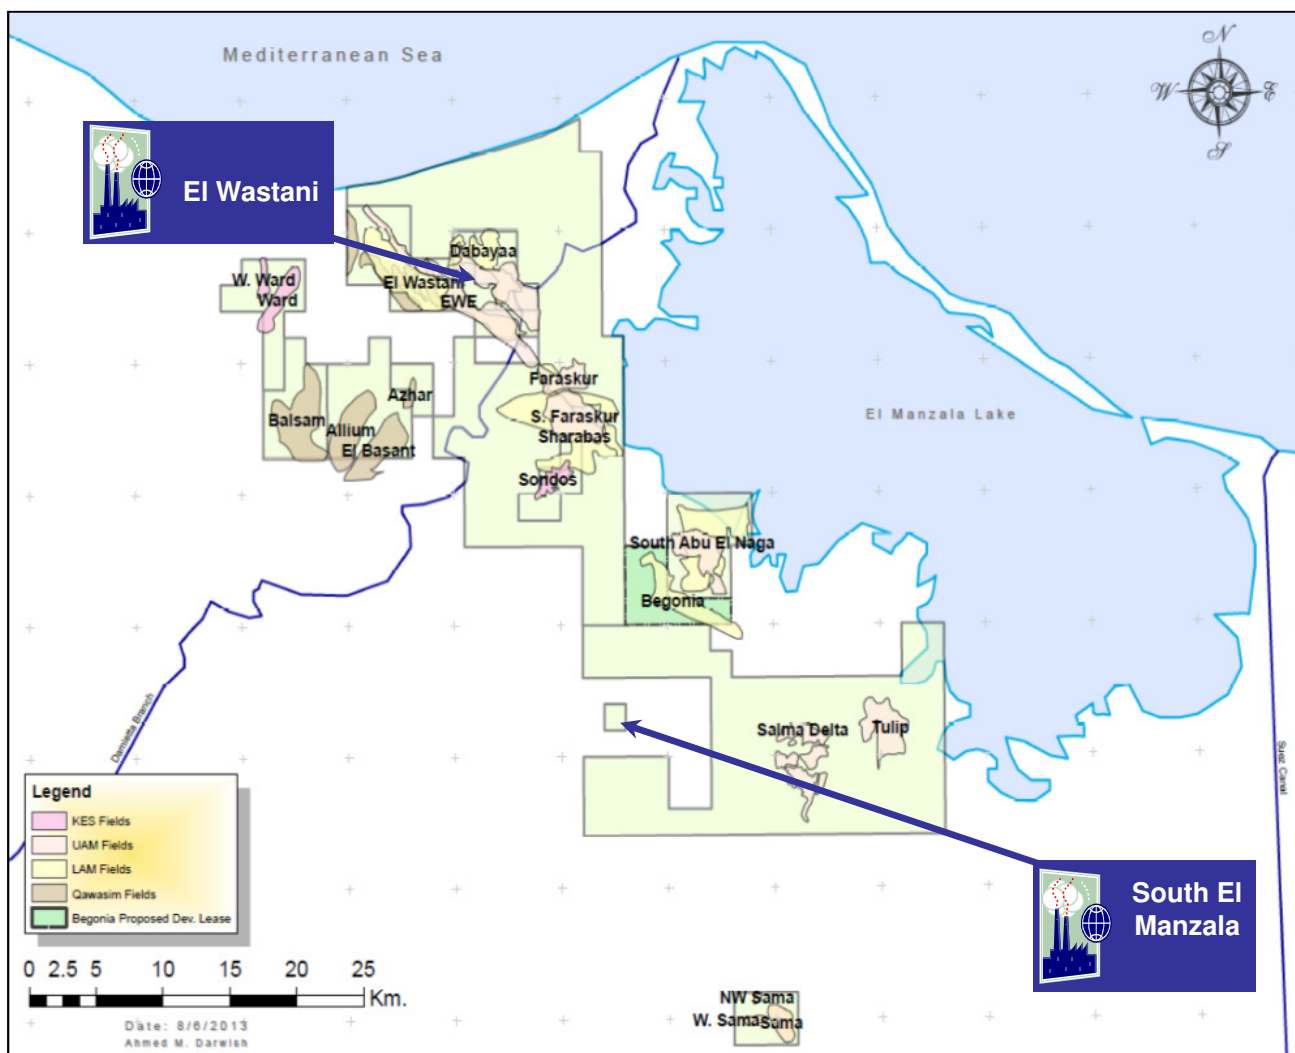 Mediterranean Sea
N
W
E
S
El Wastani
Dabayaa
W. Ward
El Wastani
Ward
EWE
Faraskur
Azhar
El Manzala Lake
S. Faraskur
Balsam
Allium
Sharabas
El Basant
Sondos
South Abu El Naga
Begonia
Damietta Branch
Salma Delta
Tulip
Suez Canal
Legend
KES Fields
UAM Fields
LAM Fields
Qawasim Fields
Begonia Proposed Dev. Lease
South El
Manzala
0 2.5 5 10 15 20 25
Km.
NW Sama
W. Sama
Sama
Date: 8/6/2013
Ahmed M. Darwish